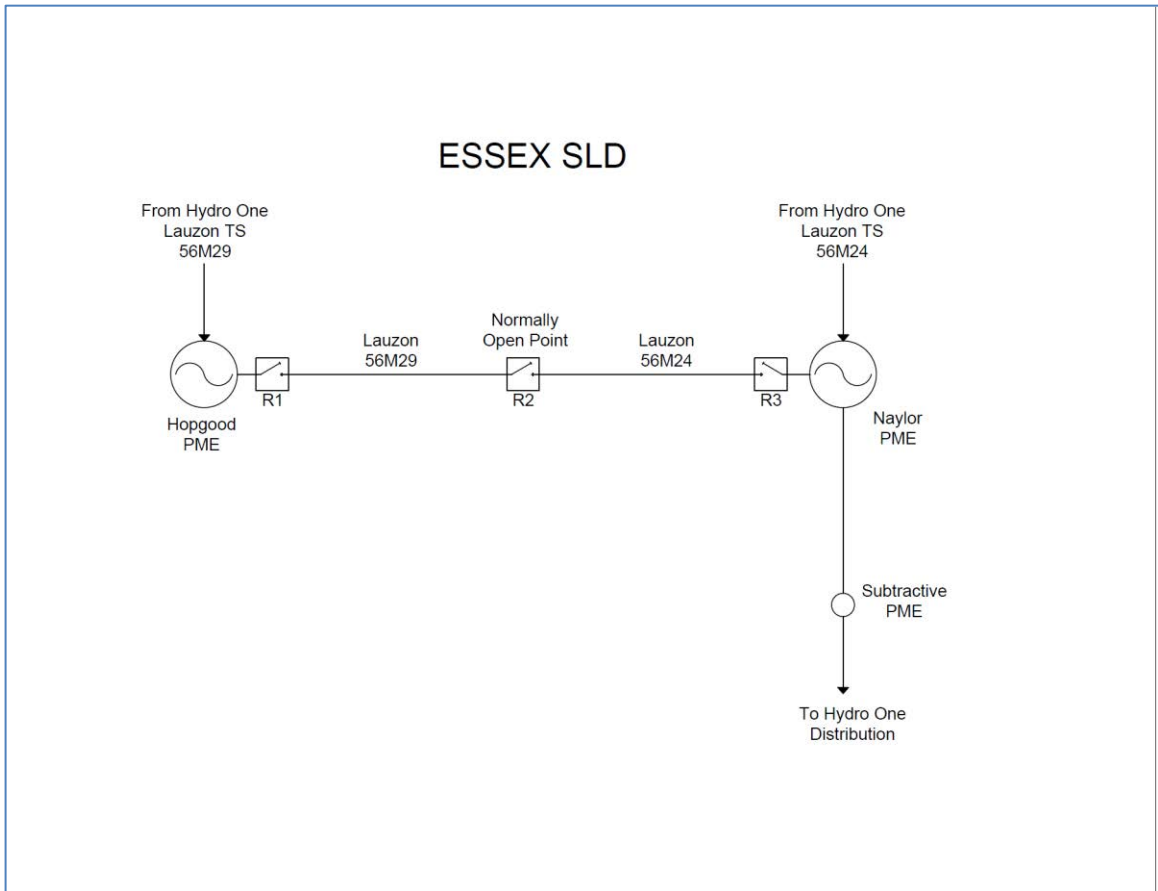 ESSEX SLD
From Hydro One
Lauzon TS
56M29
From Hydro One
Lauzon TS
56M24
Lauzon
56M29
Normally
Open Point
Lauzon
56M24
R1
R2
R3
Hopgood
PME
Naylor
PME
Subtractive
PME
To Hydro One
Distribution